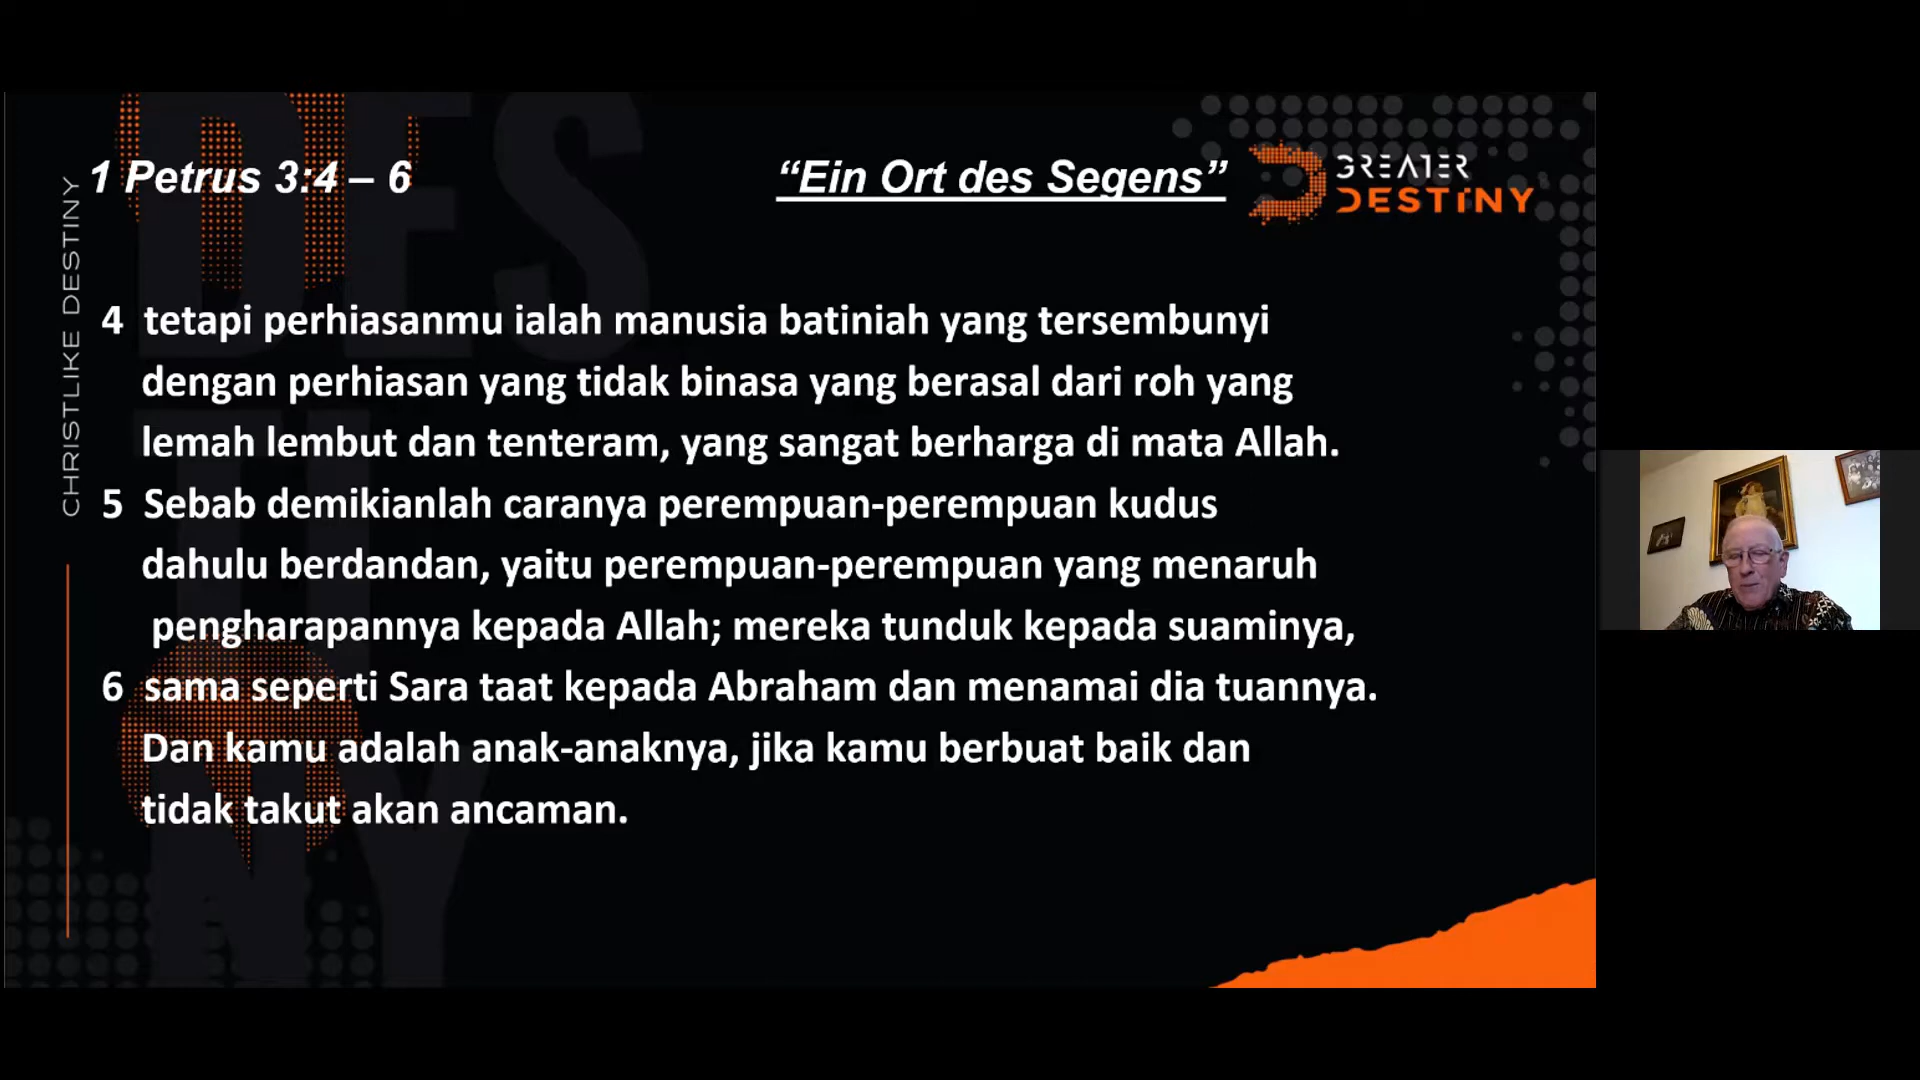 1 Petrus 3:4 – 6
“Ein Ort des Segens”
GREATER
DESTINY
CHRISTLIKE DESTINY
4 tetapi perhiasanmu ialah manusia batiniah yang tersembunyi
dengan perhiasan yang tidak binasa yang berasal dari roh yang
lemah lembut dan tenteram, yang sangat berharga di mata Allah.
5 Sebab demikianlah caranya perempuan-perempuan kudus
dahulu berdandan, yaitu perempuan-perempuan yang menaruh
pengharapannya kepada Allah; mereka tunduk kepada suaminya,
6 sama seperti Sara taat kepada Abraham dan menamai dia tuannya.
Dan kamu adalah anak-anaknya, jika kamu berbuat baik dan
tidak takut akan ancaman.
DES
TI
NY